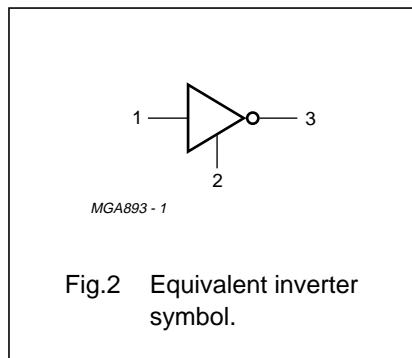 1
3
2
MGA893 - 1
Fig.2 Equivalent inverter
symbol.